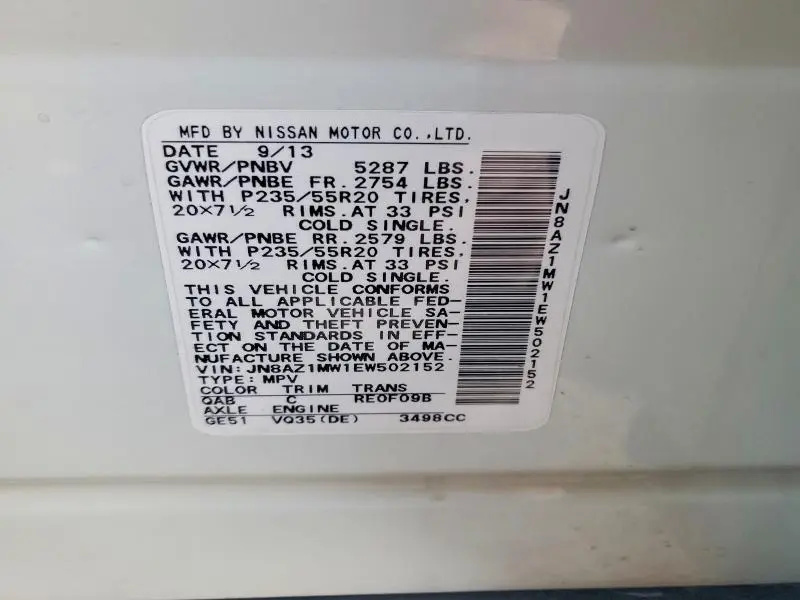 MFD BY NISSAN MOTOR CO.,LTD.
DATE 9/13
GVWR/PNBV 5287 LBS.
GAWR/PNBE FR. 2754 LBS.
WITH P235/55R20 TIRES,
20×7½ RIMS.AT 33 PSI
COLD SINGLE.
GAWR/PNBE RR. 2579 LBS.
WITH P235/55R20 TIRES,
20×7½ RIMS.AT 33 PSI
COLD SINGLE.
THIS VEHICLE CONFORMS
TO ALL APPLICABLE FED-
ERAL MOTOR VEHICLE SA-
FETY AND THEFT PREVEN-
TION STANDARDS IN EFF-
ECT ON THE DATE OF MA-
NUFACTURE SHOWN ABOVE.
VIN: JN8AZ1MW1EW502152
TYPE: MPV
COLOR TRIM TRANS
QAB C RE0F09B
AXLE ENGINE
GE51 VQ35(DE) 3498CC
JN8AZ1MW1EW502152